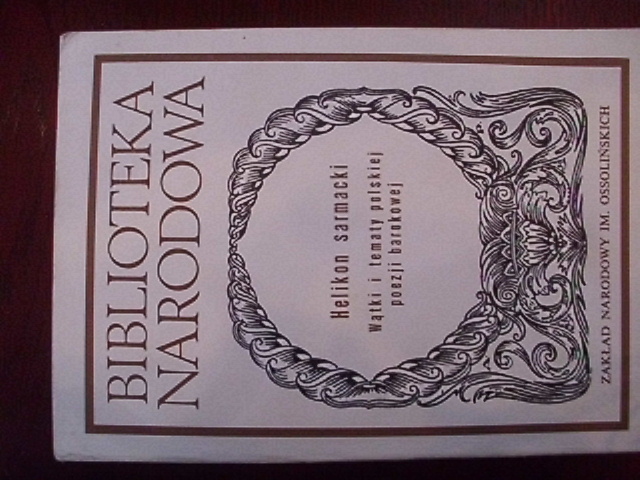 BIBLIOTEKA
NARODOWA
Helikon sarmacki
Wątki i tematy polskiej
poezji barokowej
ZAKŁAD NARODOWY IM. OSSOLIŃSKICH